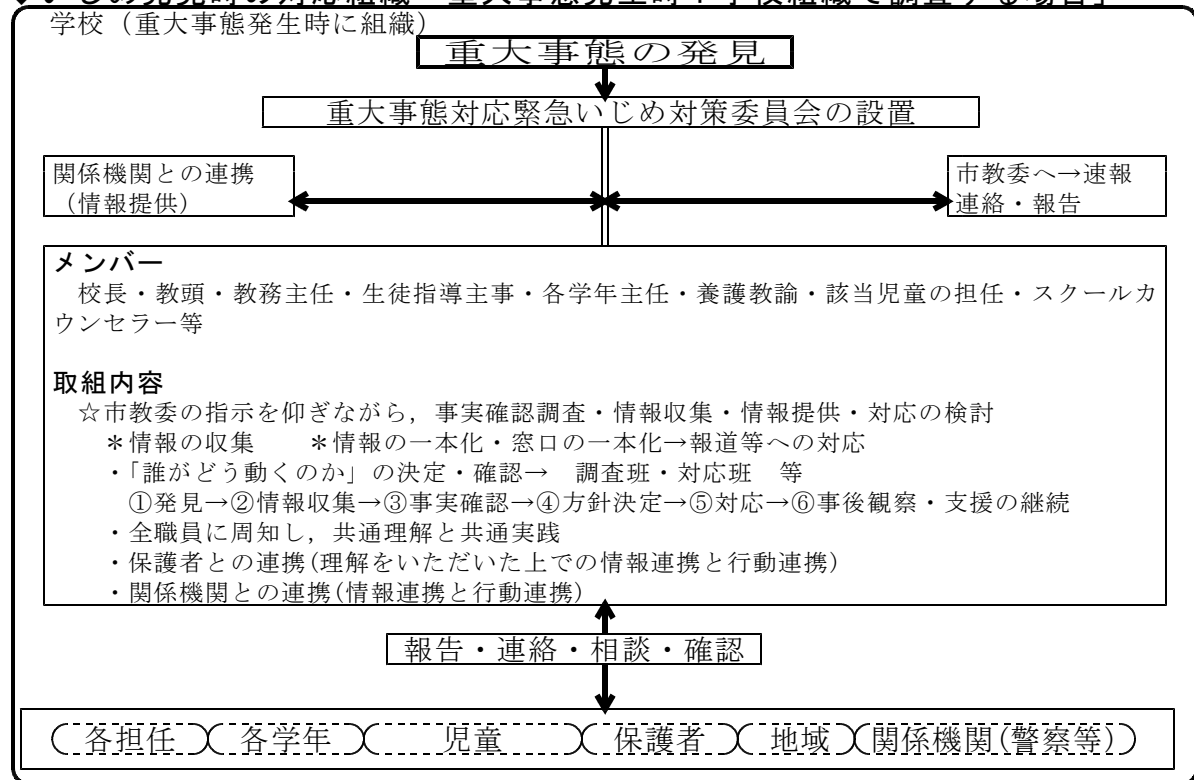 学校(重大事態発生時に組織)
重大事態の発見
重大事態対応緊急いじめ対策委員会の設置
関係機関との連携
(情報提供)
市教委へ→速報
連絡・報告
メンバー
校長・教頭・教務主任・生徒指導主事・各学年主任・養護教諭・該当児童の担任・スクールカ
ウンセラー等
取組内容
☆市教委の指示を仰ぎながら,事実確認調査・情報収集・情報提供・対応の検討
*情報の収集 *情報の一本化・窓口の一本化→報道等への対応
・「誰がどう動くのか」の決定・確認→ 調査班・対応班 等
①発見→②情報収集→③事実確認→④方針決定→⑤対応→⑥事後観察・支援の継続
・全職員に周知し,共通理解と共通実践
・保護者との連携(理解をいただいた上での情報連携と行動連携)
・関係機関との連携(情報連携と行動連携)
報告・連絡・相談・確認
各担任 各学年 児童 保護者 地域 関係機関(警察等)